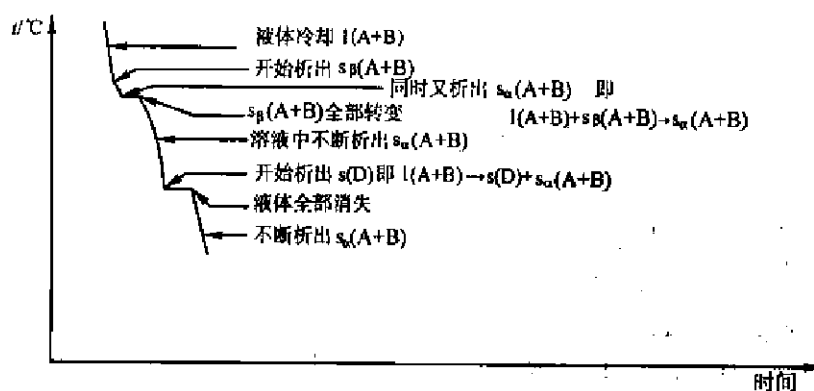 t/℃
液体冷却 l(A+B)
开始析出 sβ(A+B)
同时又析出 sα(A+B) 即
sβ(A+B)全部转变 l(A+B)+sβ(A+B)→sα(A+B)
溶液中不断析出sα(A+B)
开始析出 s(D)即 l(A+B)→s(D)+sα(A+B)
液体全部消失
不断析出 (A+B)
时间